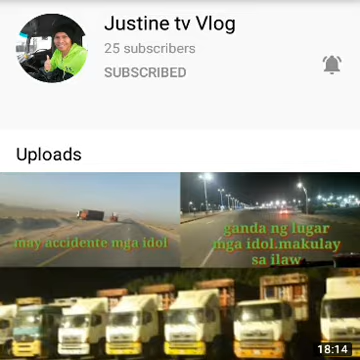 Justine tv Vlog
25 subscribers
SUBSCRIBED
Uploads
may accidente mga idol
ganda ng lugar
mga idol.makulay
sa ilaw
18:14